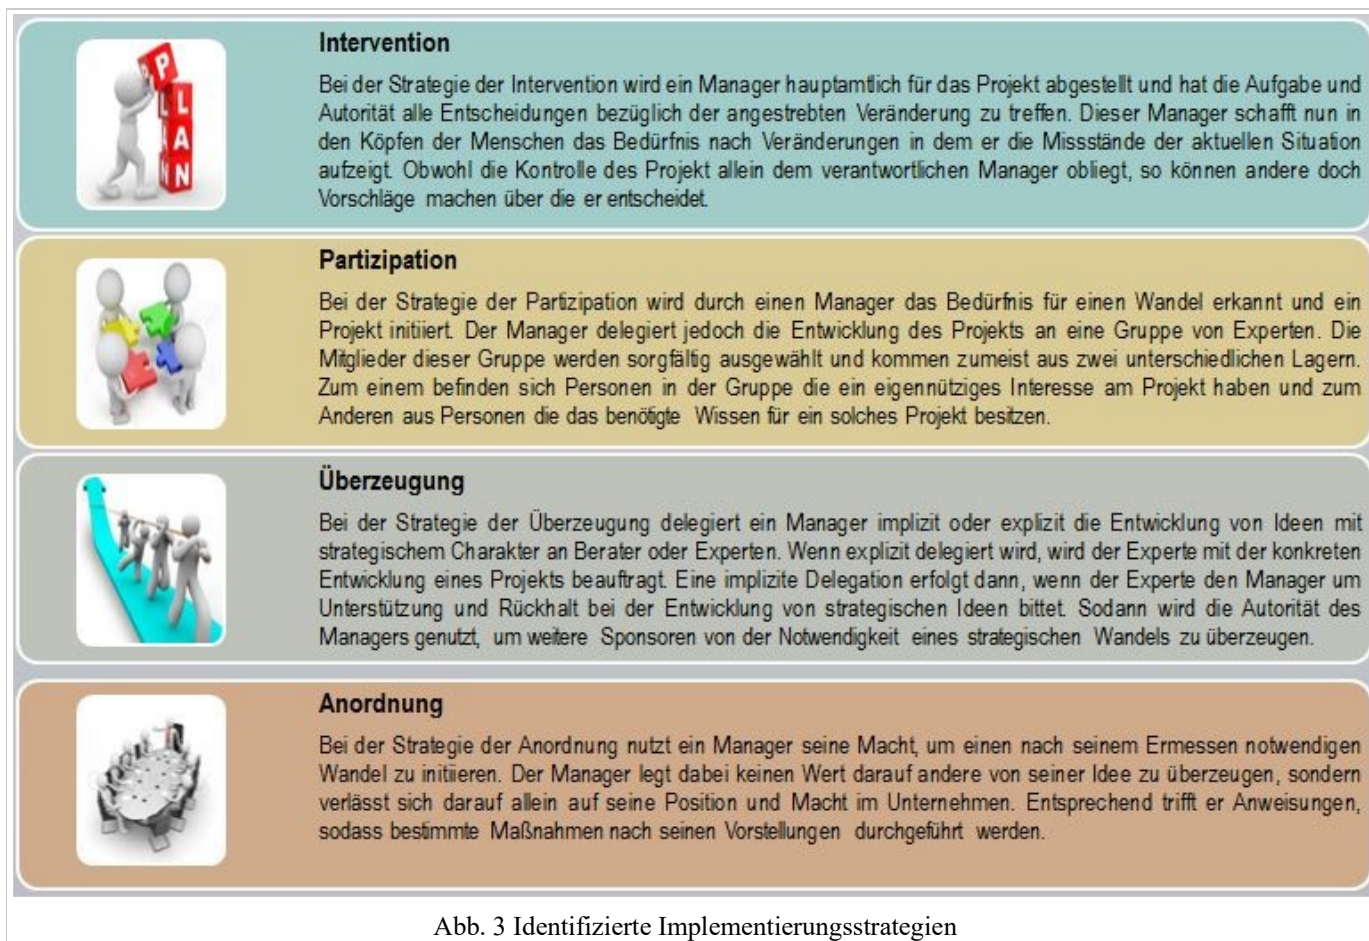 P
P L
L A
A N
N
Intervention
Bei der Strategie der Intervention wird ein Manager hauptamtlich für das Projekt abgestellt und hat die Aufgabe und
Autorität alle Entscheidungen bezüglich der angestrebten Veränderung zu treffen. Dieser Manager schafft nun in
den Köpfen der Menschen das Bedürfnis nach Veränderungen in dem er die Missstände der aktuellen Situation
aufzeigt. Obwohl die Kontrolle des Projekt allein dem verantwortlichen Manager obliegt, so können andere doch
Vorschläge machen über die er entscheidet.
Partizipation
Bei der Strategie der Partizipation wird durch einen Manager das Bedürfnis für einen Wandel erkannt und ein
Projekt initiiert. Der Manager delegiert jedoch die Entwicklung des Projekts an eine Gruppe von Experten. Die
Mitglieder dieser Gruppe werden sorgfältig ausgewählt und kommen zumeist aus zwei unterschiedlichen Lagern.
Zum einem befinden sich Personen in der Gruppe die ein eigennütziges Interesse am Projekt haben und zum
Anderen aus Personen die das benötigte Wissen für ein solches Projekt besitzen.
Überzeugung
Bei der Strategie der Überzeugung delegiert ein Manager implizit oder explizit die Entwicklung von Ideen mit
strategischem Charakter an Berater oder Experten. Wenn explizit delegiert wird, wird der Experte mit der konkreten
Entwicklung eines Projekts beauftragt. Eine implizite Delegation erfolgt dann, wenn der Experte den Manager um
Unterstützung und Rückhalt bei der Entwicklung von strategischen Ideen bittet. Sodann wird die Autorität des
Managers genutzt, um weitere Sponsoren von der Notwendigkeit eines strategischen Wandels zu überzeugen.
Anordnung
Bei der Strategie der Anordnung nutzt ein Manager seine Macht, um einen nach seinem Ermessen notwendigen
Wandel zu initiieren. Der Manager legt dabei keinen Wert darauf andere von seiner Idee zu überzeugen, sondern
verlässt sich darauf allein auf seine Position und Macht im Unternehmen. Entsprechend trifft er Anweisungen,
sodass bestimmte Maßnahmen nach seinen Vorstellungen durchgeführt werden.
Abb. 3 Identifizierte Implementierungsstrategien